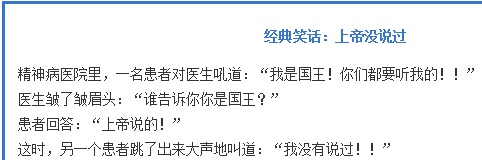 经典笑话：上帝没说过
精神病医院里，一名患者对医生吼道：“我是国王！你们都要听我的！！”
医生皱了皱眉头：“谁告诉你你是国王？”
患者回答：“上帝说的！”
这时，另一个患者跳了出来大声地叫道：“我没有说过！！”